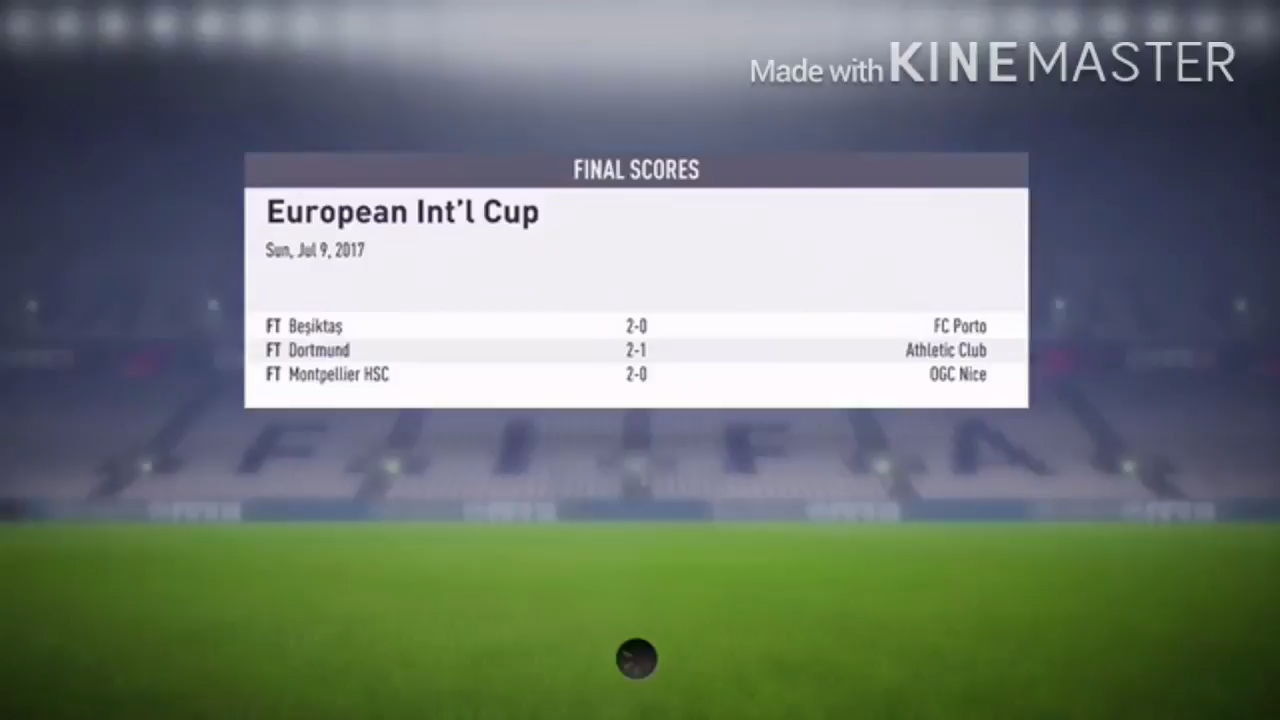 Made with KINEMASTER
FINAL SCORES
European Int'l Cup
Sun, Jul 9, 2017
FT Beşiktaş 2-0 FC Porto
FT Dortmund 2-1 Athletic Club
FT Montpellier HSC 2-0 OGC Nice
FIFA